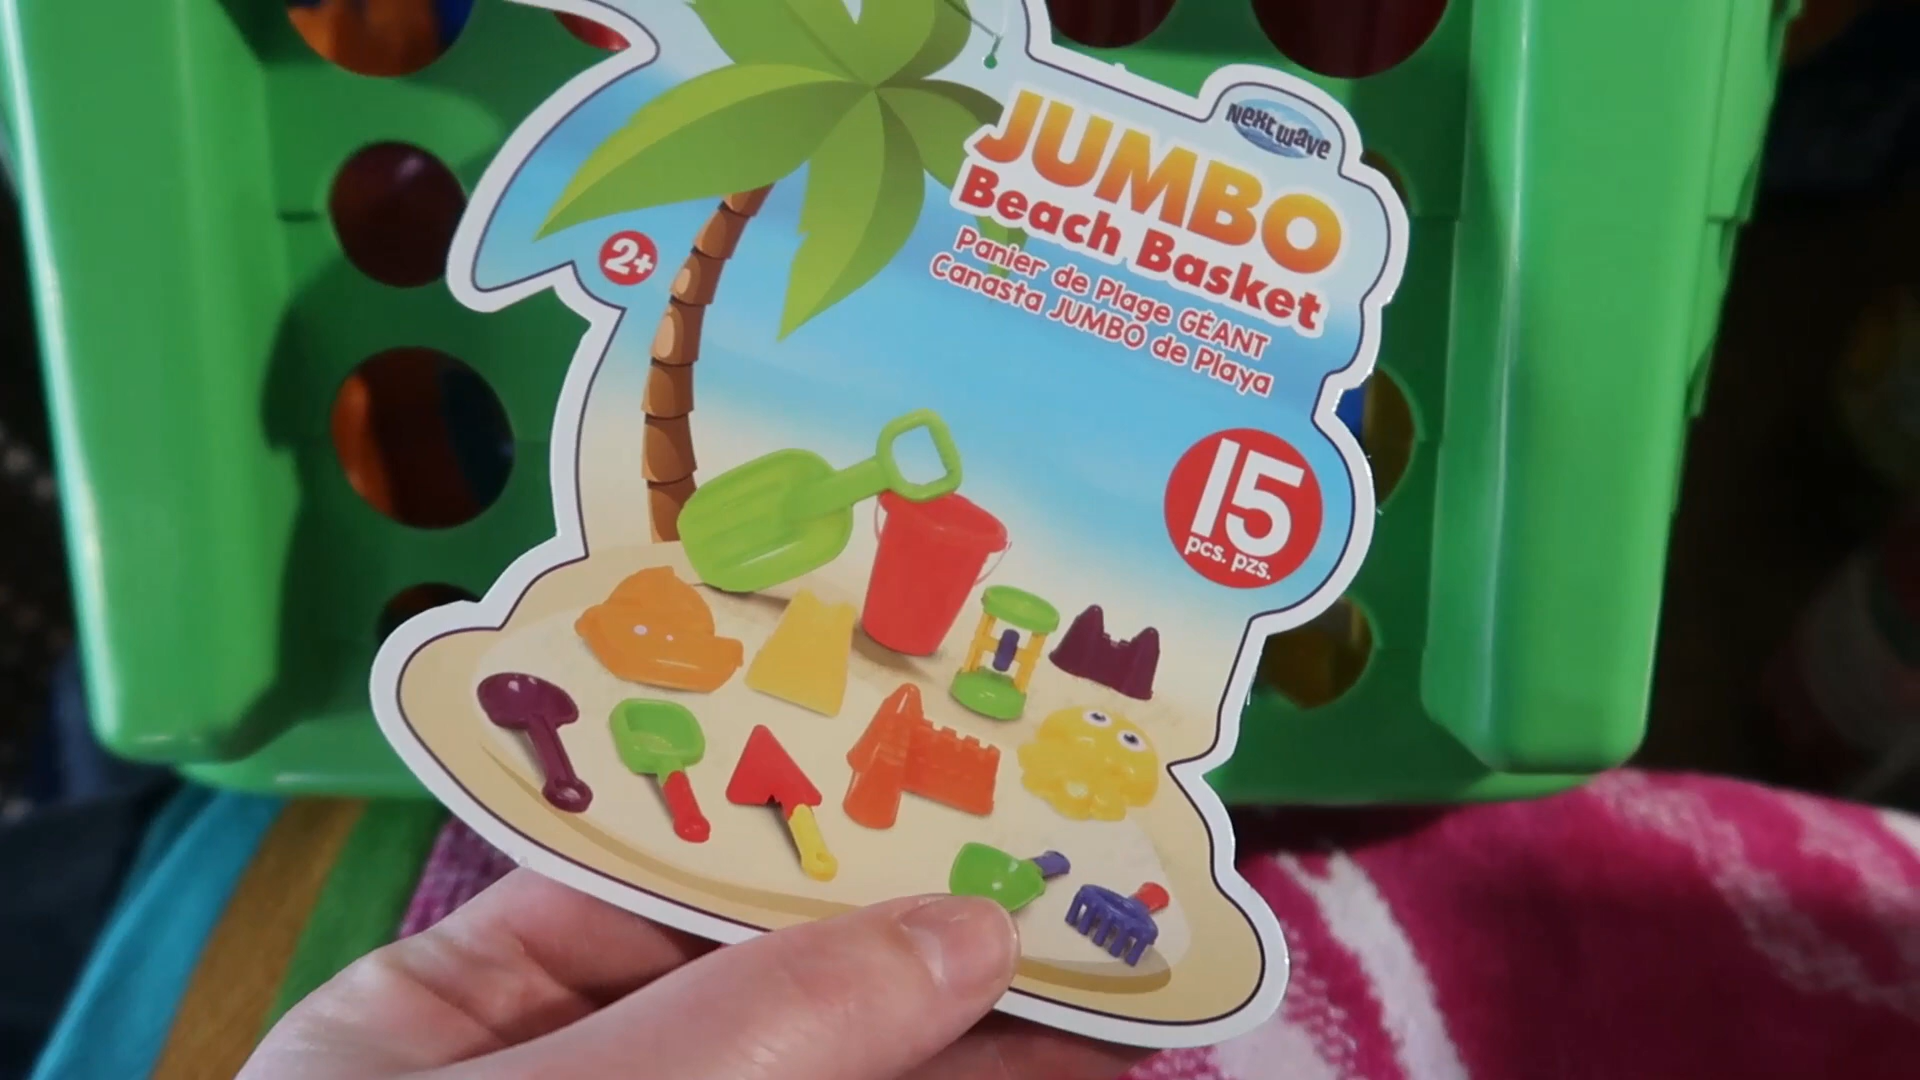 Next wave
JUMBO
Beach Basket
Panier de Plage GÉANT
Canasta JUMBO de Playa
2+
15
pcs. pzs.